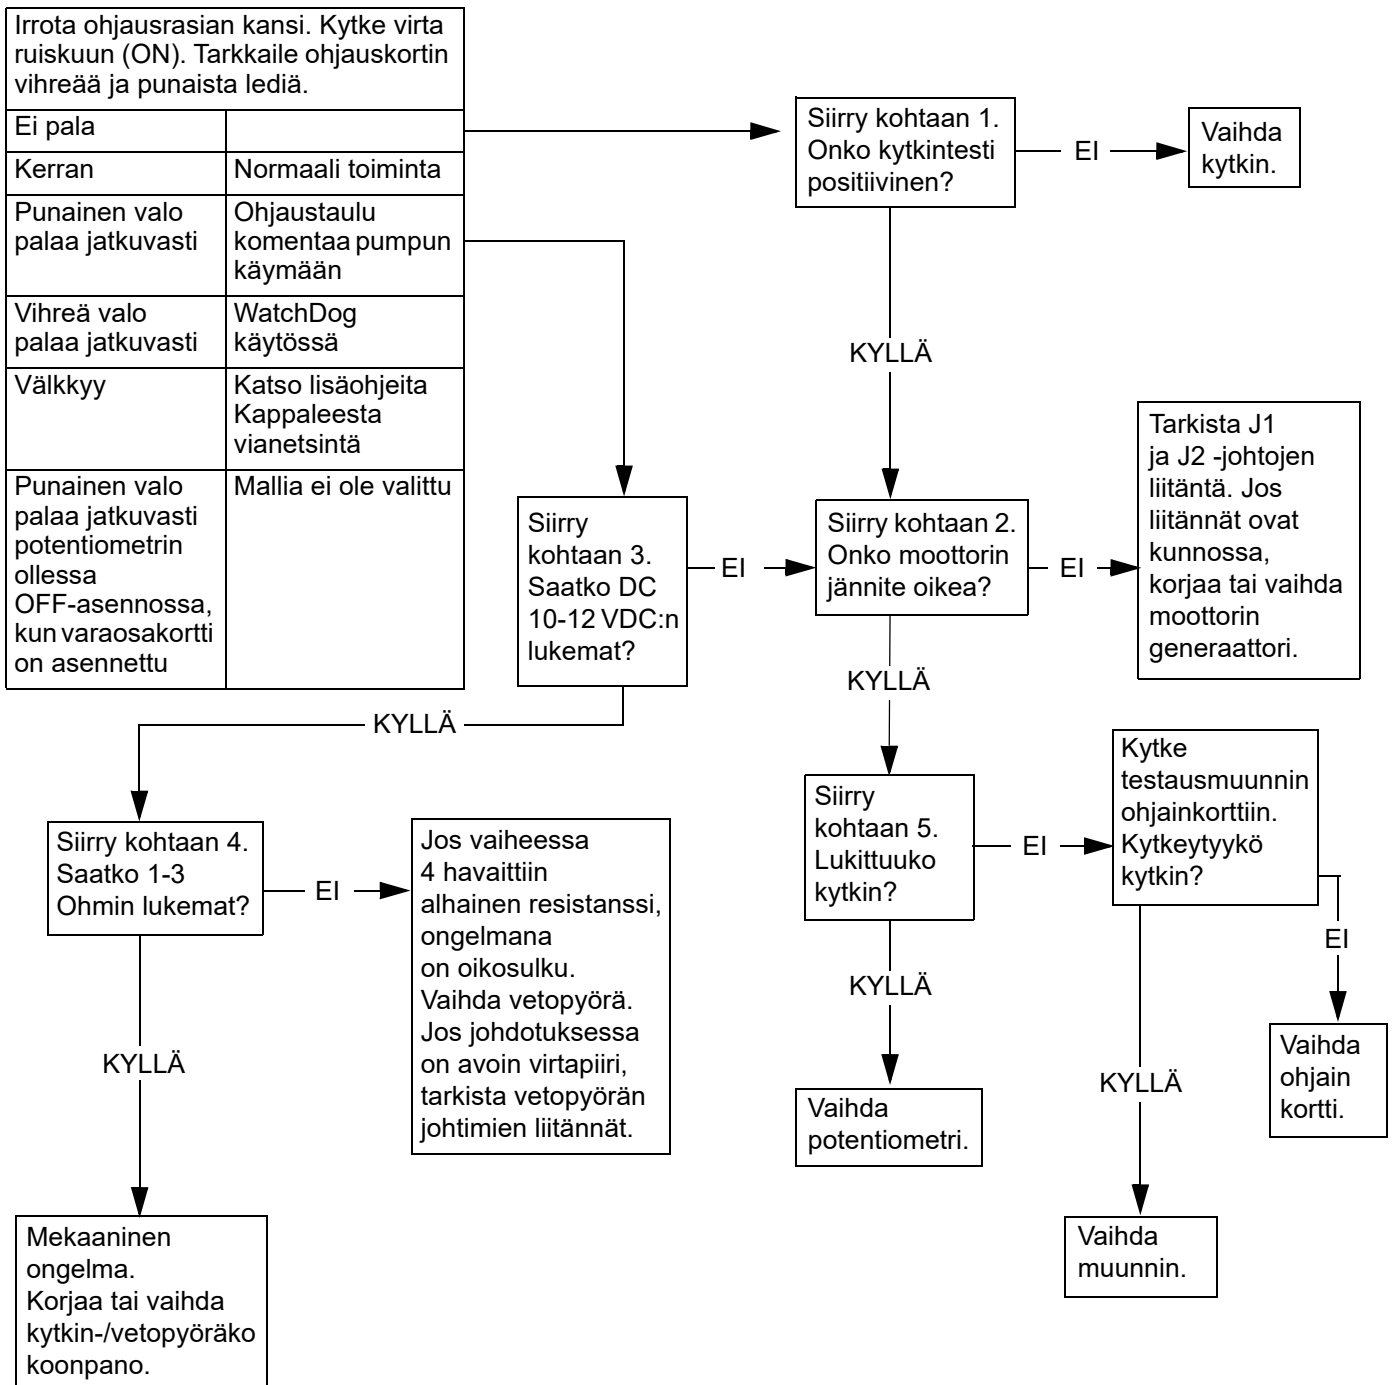 Irrota ohjausrasian kansi. Kytke virta
ruiskuun (ON). Tarkkaile ohjauskortin
vihreää ja punaista lediä.
Ei pala
Kerran
Normaali toiminta
Punainen valo
palaa jatkuvasti
Ohjaustaulu
komentaa pumpun
käymään
Vihreä valo
palaa jatkuvasti
WatchDog
käytössä
Välkkyy
Katso lisäohjeita
Kappaleesta
vianetsintä
Punainen valo
palaa jatkuvasti
potentiometrin
ollessa
OFF-asennossa,
kun varaosakortti
on asennettu
Mallia ei ole valittu
Siirry kohtaan 1.
Onko kytkintesti
positiivinen?
EI
Vaihda
kytkin.
KYLLÄ
Siirry
kohtaan 3.
Saatko DC
10-12 VDC:n
lukemat?
EI
Siirry kohtaan 2.
Onko moottorin
jännite oikea?
EI
Tarkista J1
ja J2 -johtojen
liitäntä. Jos
liitännät ovat
kunnossa,
korjaa tai vaihda
moottorin
generaattori.
KYLLÄ
KYLLÄ
Siirry kohtaan 4.
Saatko 1-3
Ohmin lukemat?
EI
Jos vaiheessa
4 havaittiin
alhainen resistanssi,
ongelmana
on oikosulku.
Vaihda vetopyörä.
Jos johdotuksessa
on avoin virtapiiri,
tarkista vetopyörän
johtimien liitännät.
Siirry
kohtaan 5.
Lukittuuko
kytkin?
EI
Kytke
testausmuunnin
ohjainkorttiin.
Kytkeytyykö
kytkin?
EI
KYLLÄ
KYLLÄ
KYLLÄ
Vaihda
ohjain
kortti.
Vaihda
potentiometri.
Vaihda
muunnin.
Mekaaninen
ongelma.
Korjaa tai vaihda
kytkin-/vetopyöräko
koonpano.